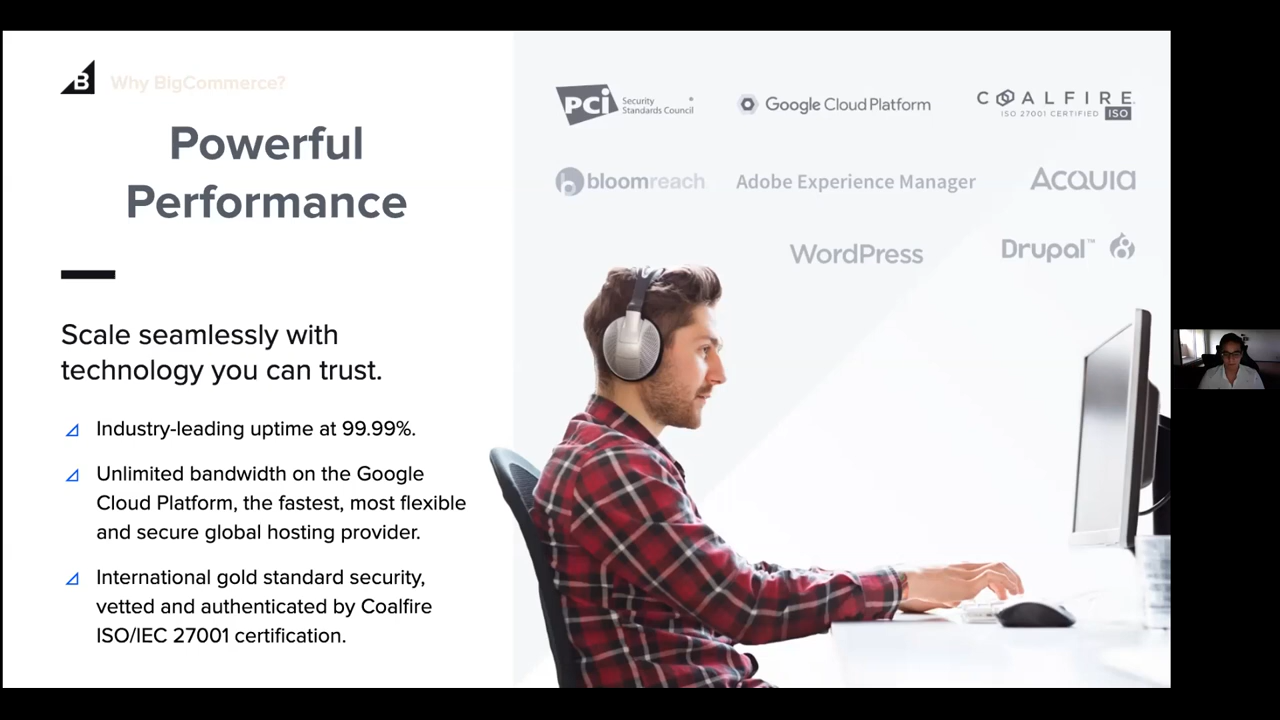 B
Why BigCommerce?
Powerful
Performance
Scale seamlessly with
technology you can trust.
Industry-leading uptime at 99.99%.
Unlimited bandwidth on the Google
Cloud Platform, the fastest, most flexible
and secure global hosting provider.
International gold standard security,
vetted and authenticated by Coalfire
ISO/IEC 27001 certification.
PCi Security
Standards Council
Google Cloud Platform
COALFIRE.
ISO 27001 CERTIFIED ISO
b bloomreach
Adobe Experience Manager
ACQUIA
WordPress
Drupal™